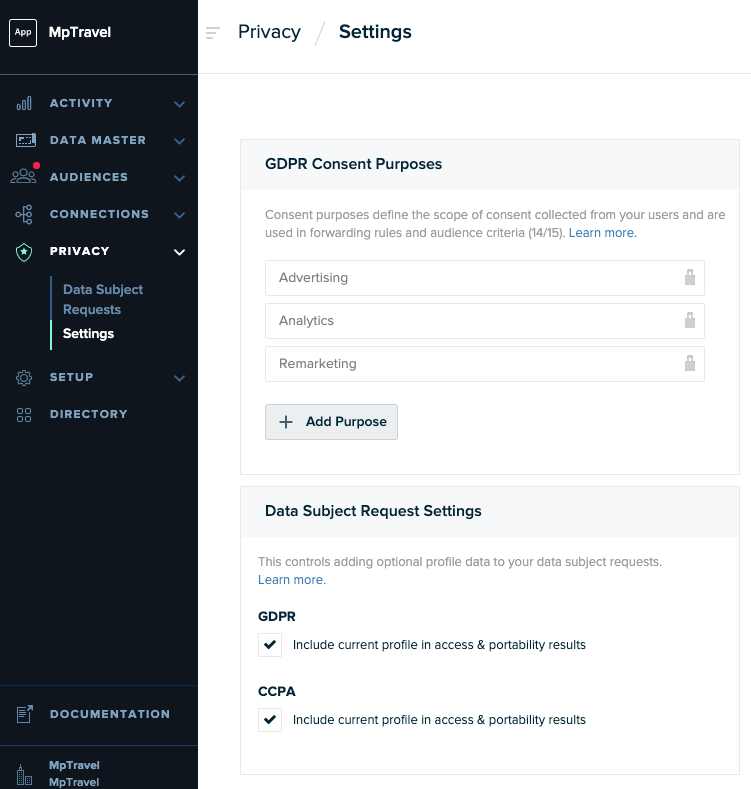 App
MpTravel
ACTIVITY
DATA MASTER
AUDIENCES
CONNECTIONS
PRIVACY
Data Subject
Requests
Settings
SETUP
DIRECTORY
DOCUMENTATION
MpTravel
MpTravel
Privacy / Settings
GDPR Consent Purposes
Consent purposes define the scope of consent collected from your users and are
used in forwarding rules and audience criteria (14/15). Learn more.
Advertising
Analytics
Remarketing
+ Add Purpose
Data Subject Request Settings
This controls adding optional profile data to your data subject requests.
Learn more.
GDPR
Include current profile in access & portability results
CCPA
Include current profile in access & portability results